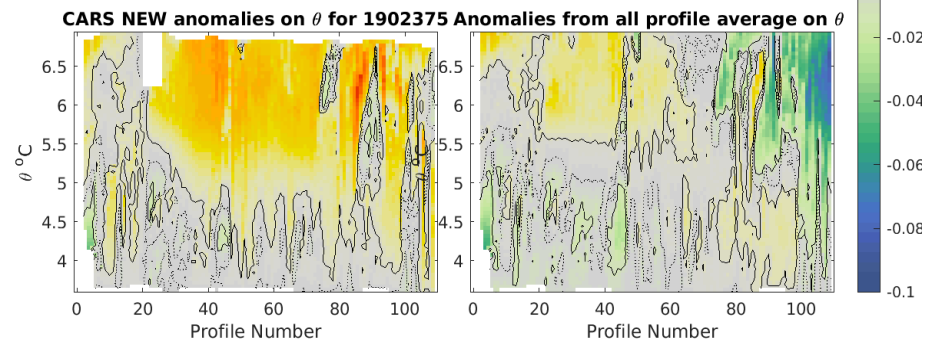 CARS NEW anomalies on θ for 1902375 Anomalies from all profile average on θ
6.5
6
5.5
5
4.5
4
θ °C
0 20 40 60 80 100
Profile Number
6.5
6
5.5
5
4.5
4
θ °C
0 20 40 60 80 100
Profile Number
-0.02
-0.04
-0.06
-0.08
-0.1